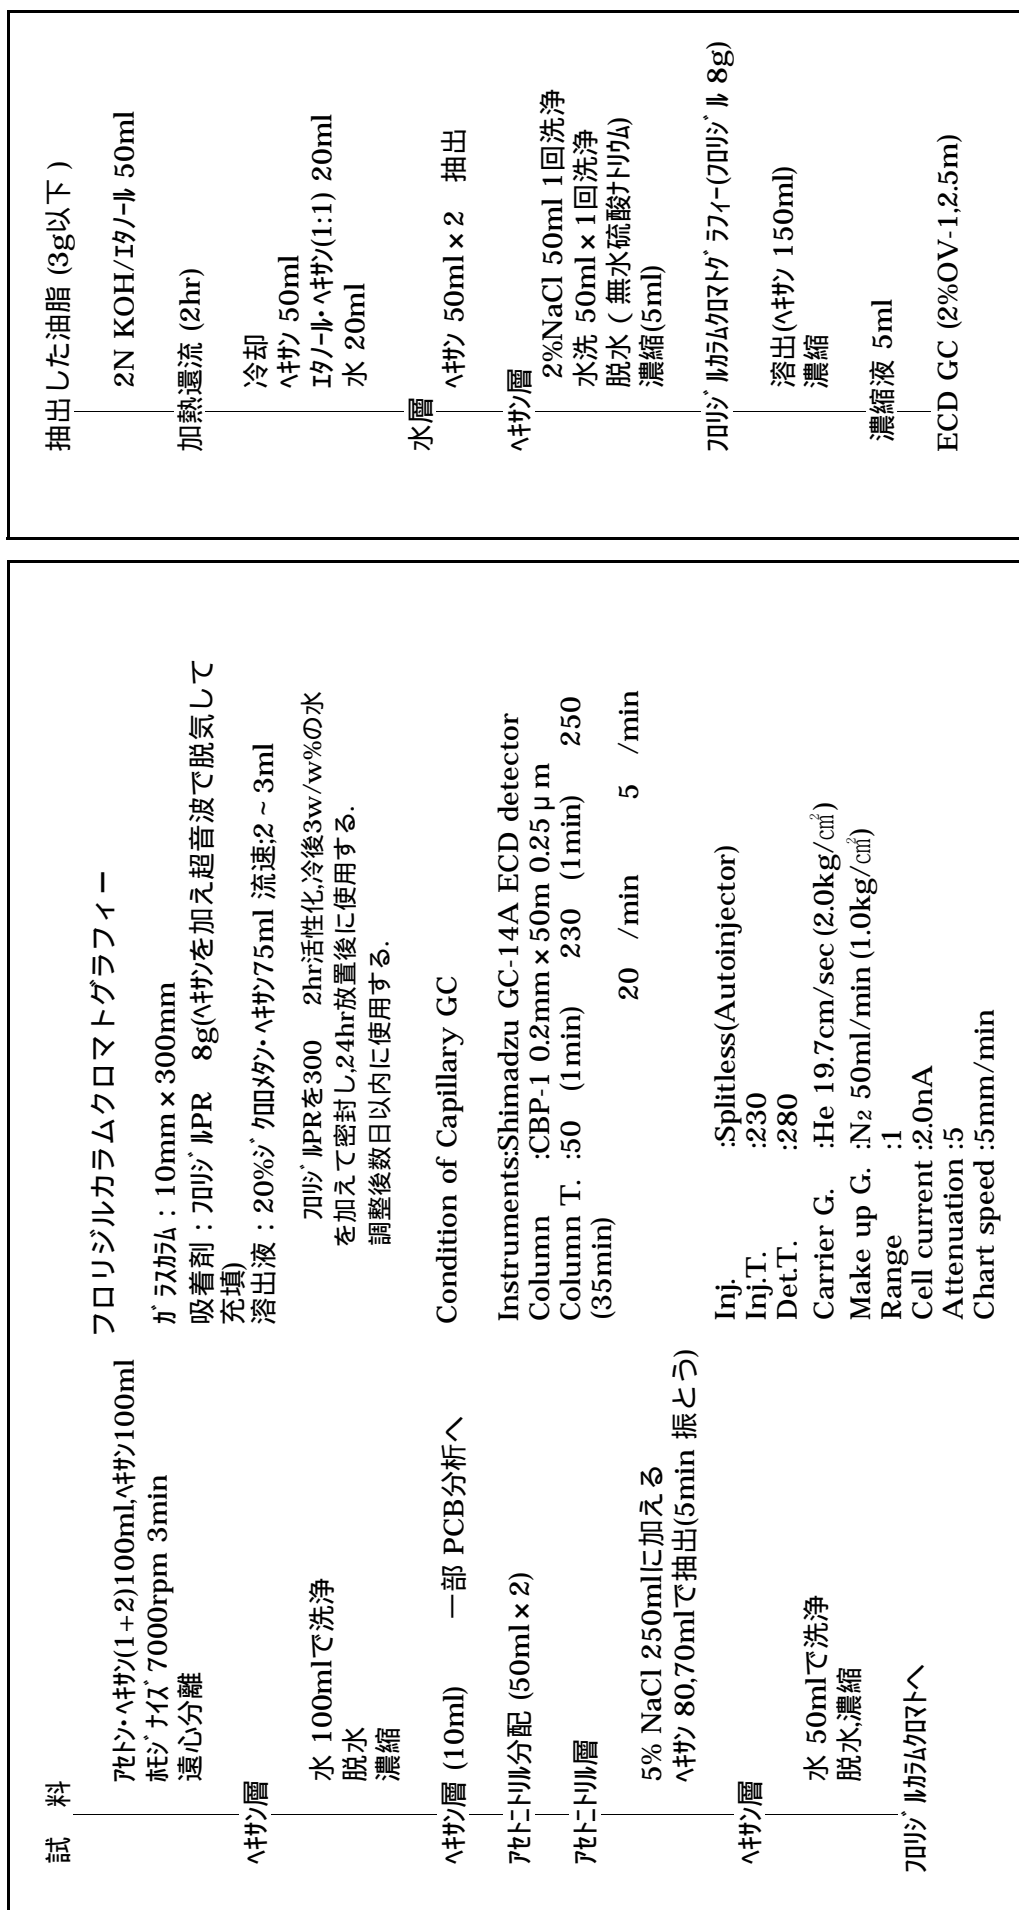 試　料
アセトン・ヘキサン(1+2)100ml,ヘキサン100ml
ホモジナイズ 7000rpm 3min
遠心分離
ヘキサン層
水 100mlで洗浄
脱水
濃縮
ヘキサン層 (10ml)　　一部 PCB分析へ
アセトニトリル分配 (50ml×2)
アセトニトリル層
5% NaCl 250mlに加える
ヘキサン 80,70mlで抽出(5min 振とう)
ヘキサン層
水 50mlで洗浄
脱水,濃縮
フロリジルカラムクロマトへ
フロリジルカラムクロマトグラフィー
ガラスカラム : 10mm×300mm
吸着剤 : フロリジルPR　8g(ヘキサンを加え超音波で脱気して
充填)
溶出液 : 20%ジクロロメタン・ヘキサン75ml 流速;2~3ml
フロリジルPRを300　2hr活性化,冷後3w/w%の水
を加えて密封し,24hr放置後に使用する.
調整後数日以内に使用する.
Condition of Capillary GC
Instruments:Shimadzu GC-14A ECD detector
Column :CBP-1 0.2mm×50m 0.25μm
Column T. :50 (1min)　230 (1min)　250
(35min)
20 /min　5 /min
Inj. :Splitless(Autoinjector)
Inj.T. :230
Det.T. :280
Carrier G. :He 19.7cm/sec (2.0kg/㎠)
Make up G. :N₂ 50ml/min (1.0kg/㎠)
Range :1
Cell current :2.0nA
Attenuation :5
Chart speed :5mm/min
抽出した油脂 (3g以下)
2N KOH/エタノール 50ml
加熱還流 (2hr)
冷却
ヘキサン 50ml
エタノール・ヘキサン(1:1) 20ml
水 20ml
水層
ヘキサン 50ml×2　抽出
ヘキサン層
2%NaCl 50ml 1回洗浄
水洗 50ml×1回洗浄
脱水 (無水硫酸ナトリウム)
濃縮(5ml)
フロリジルカラムクロマトグラフィー(フロリジル 8g)
溶出(ヘキサン 150ml)
濃縮
濃縮液 5ml
ECD GC (2%OV-1,2.5m)